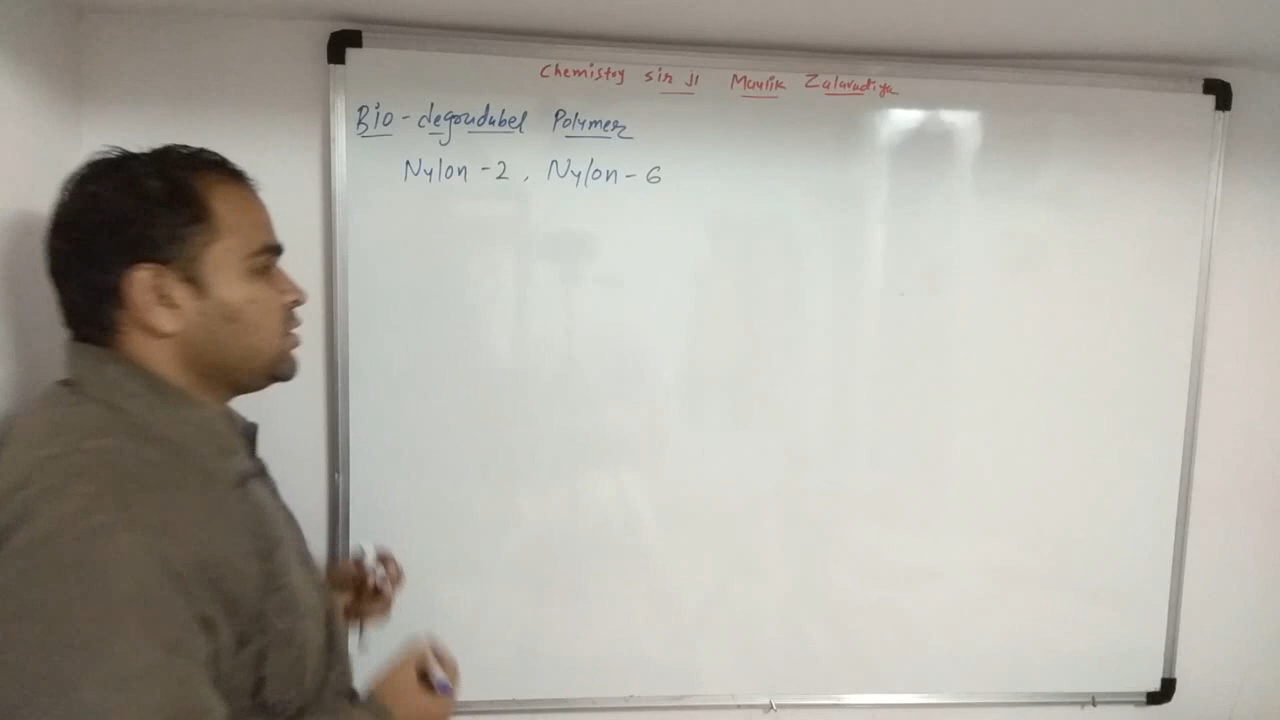 Chemistry sir ji Maulik Zalavadiya
Bio-degradabel Polymer
Nylon-2, Nylon-6